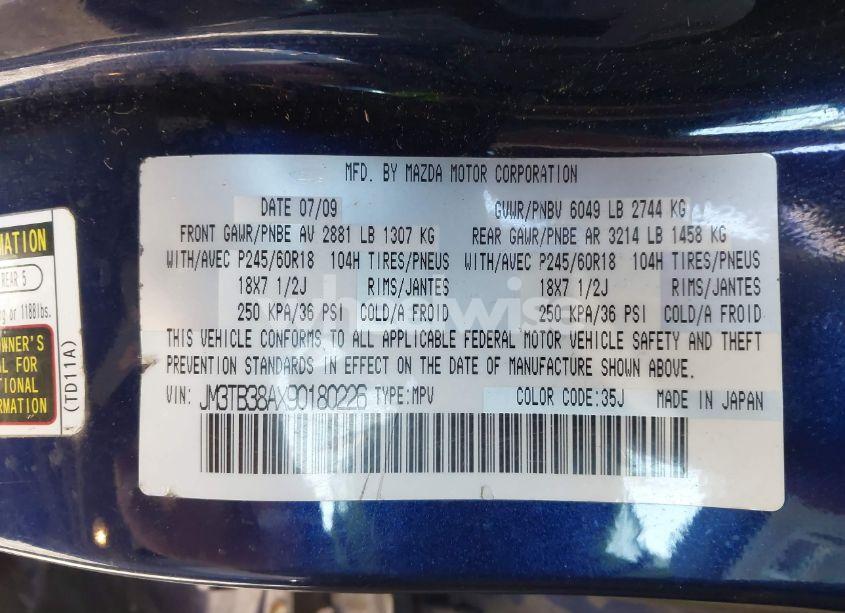 MFD. BY MAZDA MOTOR CORPORATION
DATE 07/09 GVWR/PNBV 6049 LB 2744 KG
FRONT GAWR/PNBE AV 2881 LB 1307 KG REAR GAWR/PNBE AR 3214 LB 1458 KG
WITH/AVEC P245/60R18 104H TIRES/PNEUS WITH/AVEC P245/60R18 104H TIRES/PNEUS
18X7 1/2J RIMS/JANTES 18X7 1/2J RIMS/JANTES
250 KPA/36 PSI COLD/A FROID 250 KPA/36 PSI COLD/A FROID
THIS VEHICLE CONFORMS TO ALL APPLICABLE FEDERAL MOTOR VEHICLE SAFETY AND THEFT
PREVENTION STANDARDS IN EFFECT ON THE DATE OF MANUFACTURE SHOWN ABOVE.
VIN: JM3TB38AX90180226 TYPE:MPV COLOR CODE:35J MADE IN JAPAN
MATION
REAR 5
or 1188lbs.
WNER'S
AL FOR
TIONAL
ORMATION
(TD11A)